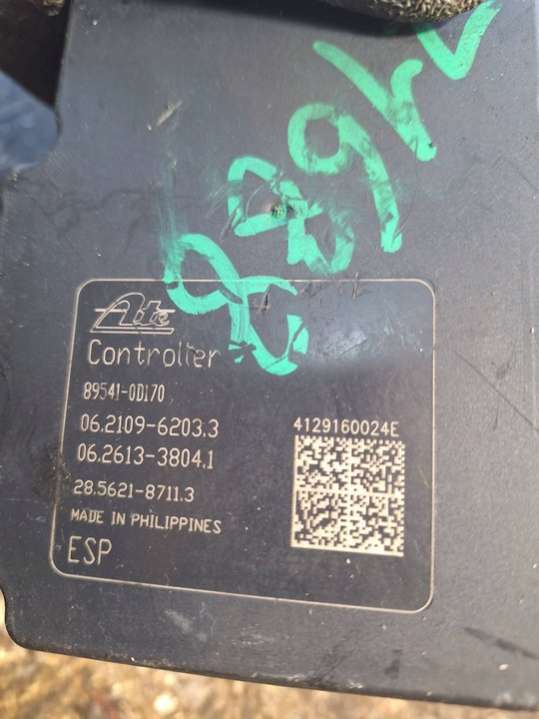 Ate
Controller
89541-0D170
06.2109-6203.3
06.2613-3804.1
28.5621-8711.3
MADE IN PHILIPPINES
ESP
4129160024E